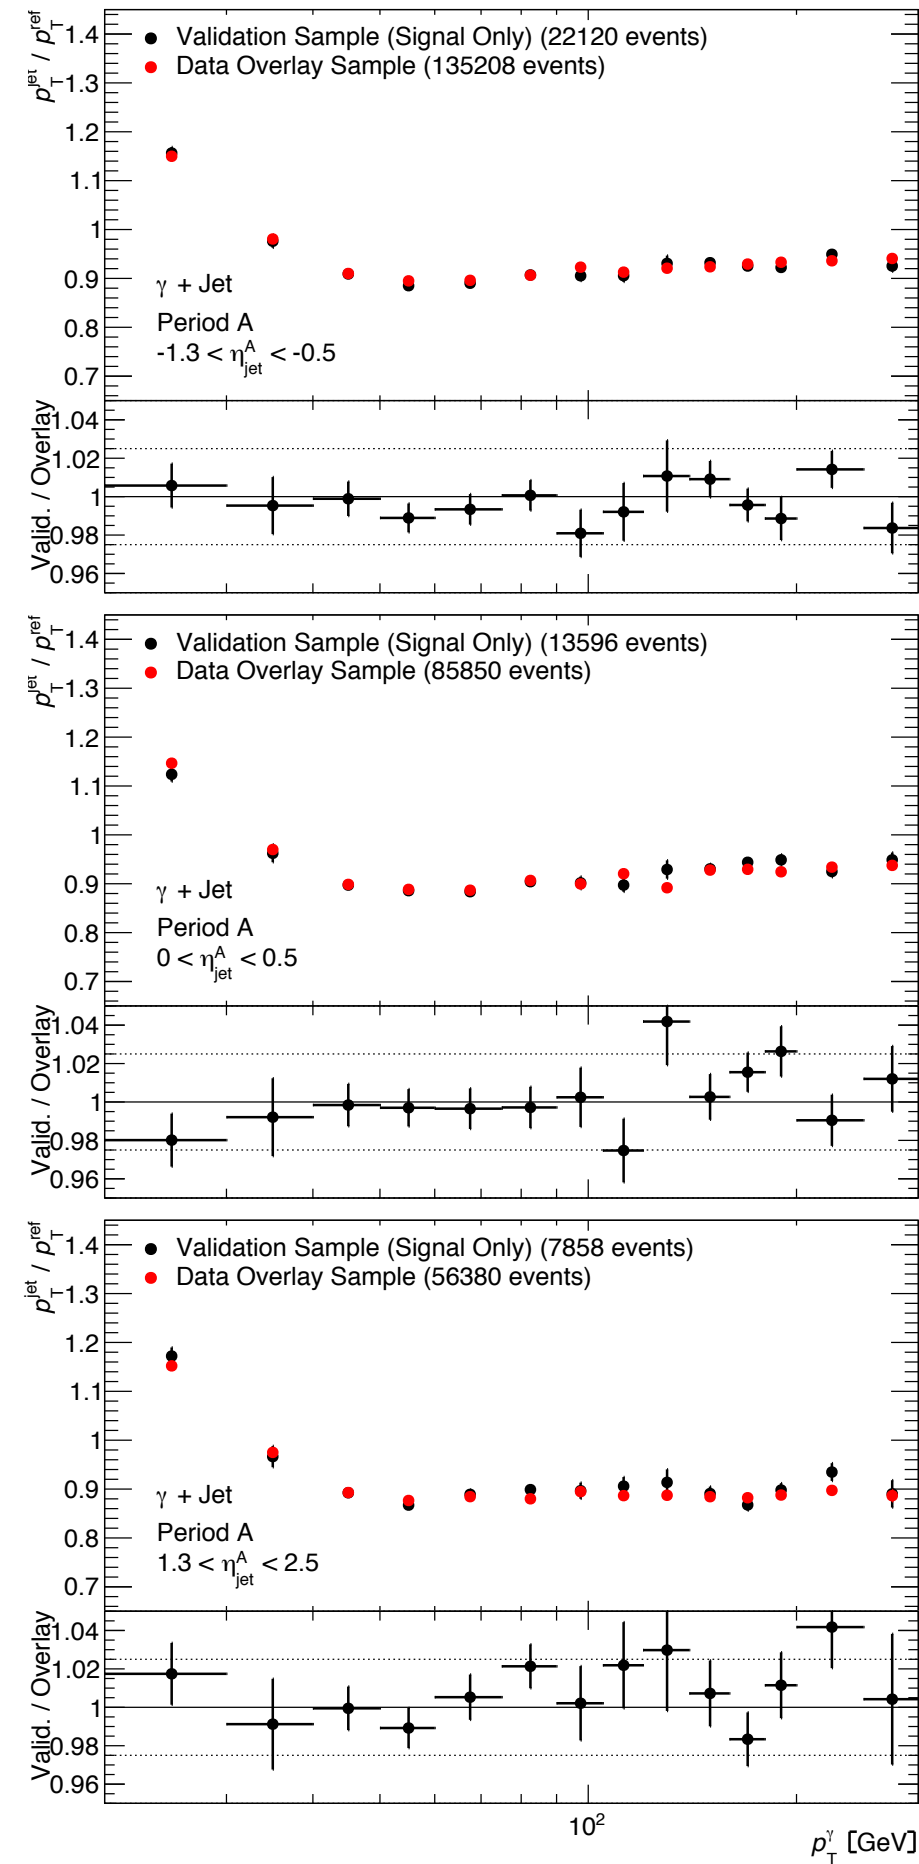 p_T^jet / p_T^ref
1.4
1.3
1.2
1.1
1
0.9
0.8
0.7
Validation Sample (Signal Only) (22120 events)
Data Overlay Sample (135208 events)
γ + Jet
Period A
-1.3 < η_jet^A < -0.5
Valid. / Overlay
1.04
1.02
1
0.98
0.96
p_T^jet / p_T^ref
1.4
1.3
1.2
1.1
1
0.9
0.8
0.7
Validation Sample (Signal Only) (13596 events)
Data Overlay Sample (85850 events)
γ + Jet
Period A
0 < η_jet^A < 0.5
Valid. / Overlay
1.04
1.02
1
0.98
0.96
p_T^jet / p_T^ref
1.4
1.3
1.2
1.1
1
0.9
0.8
0.7
Validation Sample (Signal Only) (7858 events)
Data Overlay Sample (56380 events)
γ + Jet
Period A
1.3 < η_jet^A < 2.5
Valid. / Overlay
1.04
1.02
1
0.98
0.96
10²
p_T^γ [GeV]